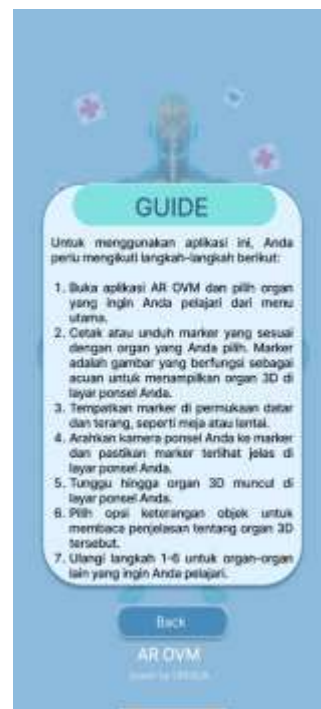 GUIDE
Untuk menggunakan aplikasi ini, Anda
perlu mengikuti langkah-langkah berikut:
1. Buka aplikasi AR OVM dan pilih organ
yang ingin Anda pelajari dari menu
utama.
2. Cetak atau unduh marker yang sesuai
dengan organ yang Anda pilih. Marker
adalah gambar yang berfungsi sebagai
acuan untuk menampilkan organ 3D di
layar ponsel Anda.
3. Tempatkan marker di permukaan datar
dan terang, seperti meja atau lantai.
4. Arahkan kamera ponsel Anda ke marker
dan pastikan marker terlihat jelas di
layar ponsel Anda.
5. Tunggu hingga organ 3D muncul di
layar ponsel Anda.
6. Pilih opsi keterangan objek untuk
membaca penjelasan tentang organ 3D
tersebut.
7. Ulangi langkah 1-6 untuk organ-organ
lain yang ingin Anda pelajari.
Back
AR OVM